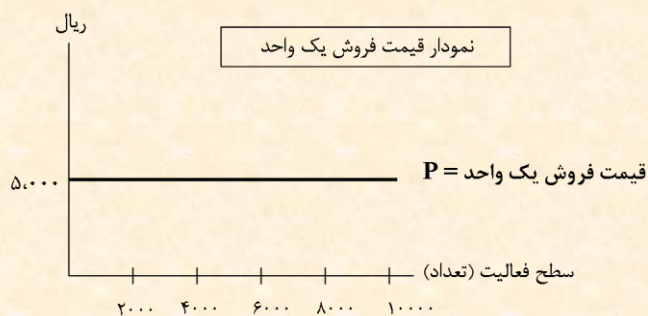 ریال
نمودار قیمت فروش یک واحد
۵،۰۰۰
قیمت فروش یک واحد = P
سطح فعالیت (تعداد)
۲۰۰۰ ۴۰۰۰ ۶۰۰۰ ۸۰۰۰ ۱۰۰۰۰